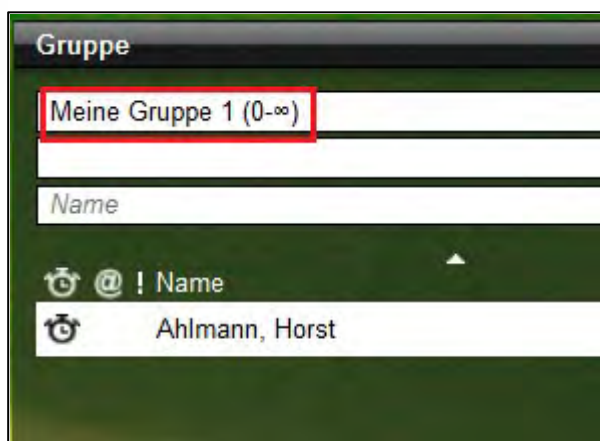 Gruppe
Meine Gruppe 1 (0-∞)
Name
@ ! Name
Ahlmann, Horst